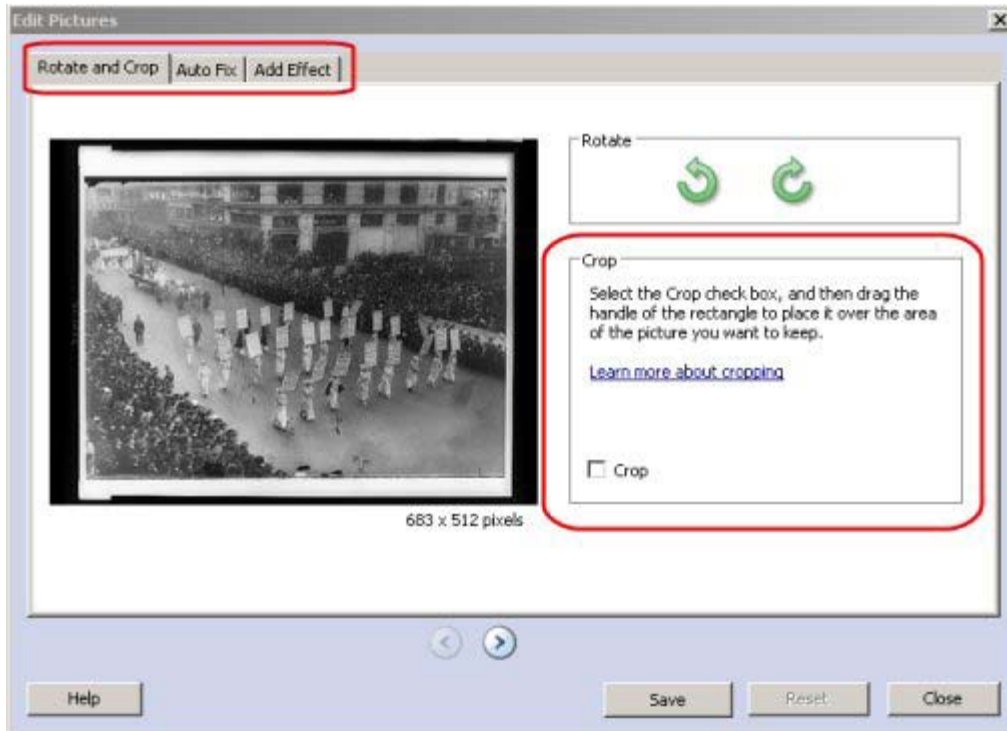 Edit Pictures
Rotate and Crop
Auto Fix
Add Effect
Rotate
Crop
Select the Crop check box, and then drag the
handle of the rectangle to place it over the area
of the picture you want to keep.
Learn more about cropping
Crop
683 x 512 pixels
Help
Save
Reset
Close